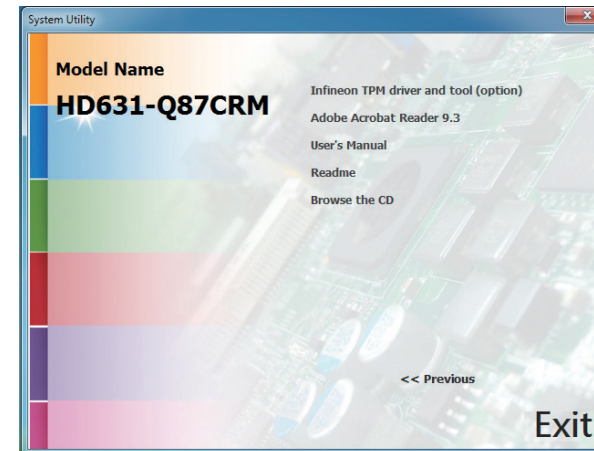 System Utility
x
Model Name
HD631-Q87CRM
Infineon TPM driver and tool (option)
Adobe Acrobat Reader 9.3
User's Manual
Readme
Browse the CD
<< Previous
Exit